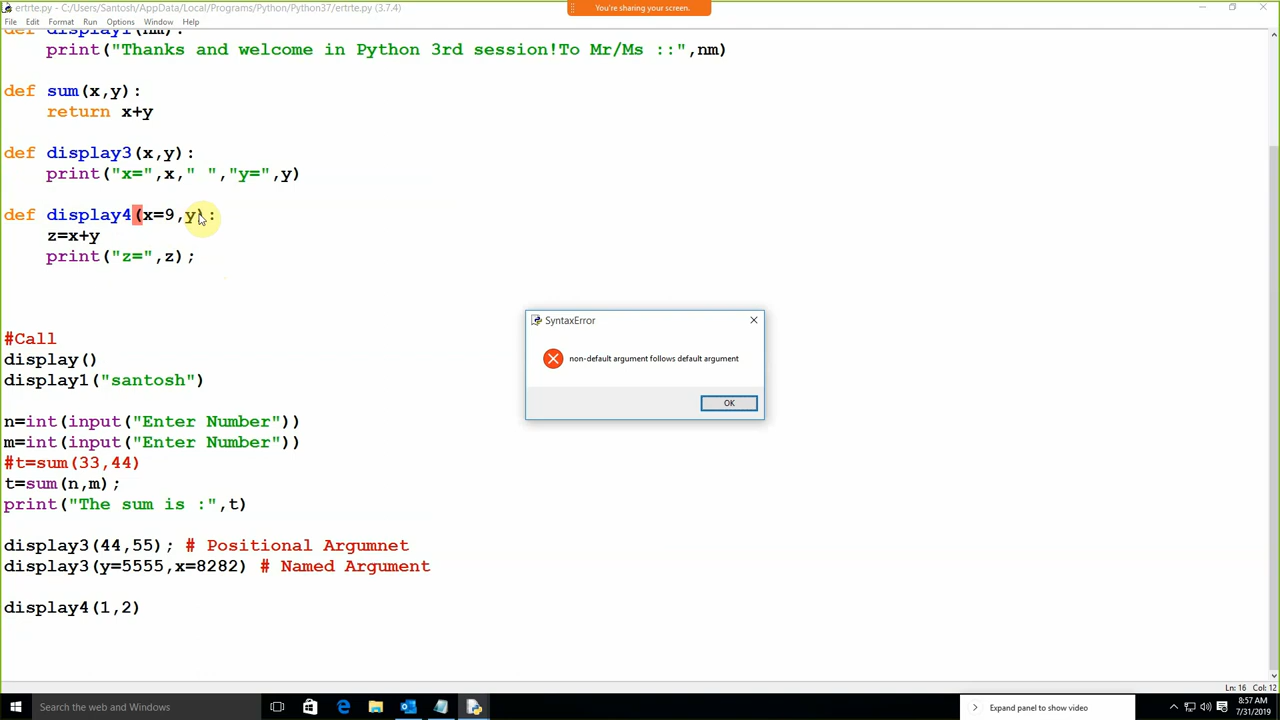 ertrte.py - C:/Users/Santosh/AppData/Local/Programs/Python/Python37/ertrte.py (3.7.4)
You're sharing your screen.
File Edit Format Run Options Window Help
def display1(nm):
print("Thanks and welcome in Python 3rd session!To Mr/Ms ::",nm)
def sum(x,y):
return x+y
def display3(x,y):
print("x=",x," ","y=",y)
def display4(x=9,y):
z=x+y
print("z=",z);
SyntaxError
non-default argument follows default argument
OK
#Call
display()
display1("santosh")
n=int(input("Enter Number"))
m=int(input("Enter Number"))
#t=sum(33,44)
t=sum(n,m);
print("The sum is :",t)
display3(44,55); # Positional Argumnet
display3(y=5555,x=8282) # Named Argument
display4(1,2)
Ln: 16 Col: 12
Search the web and Windows
Expand panel to show video
8:57 AM
7/31/2019